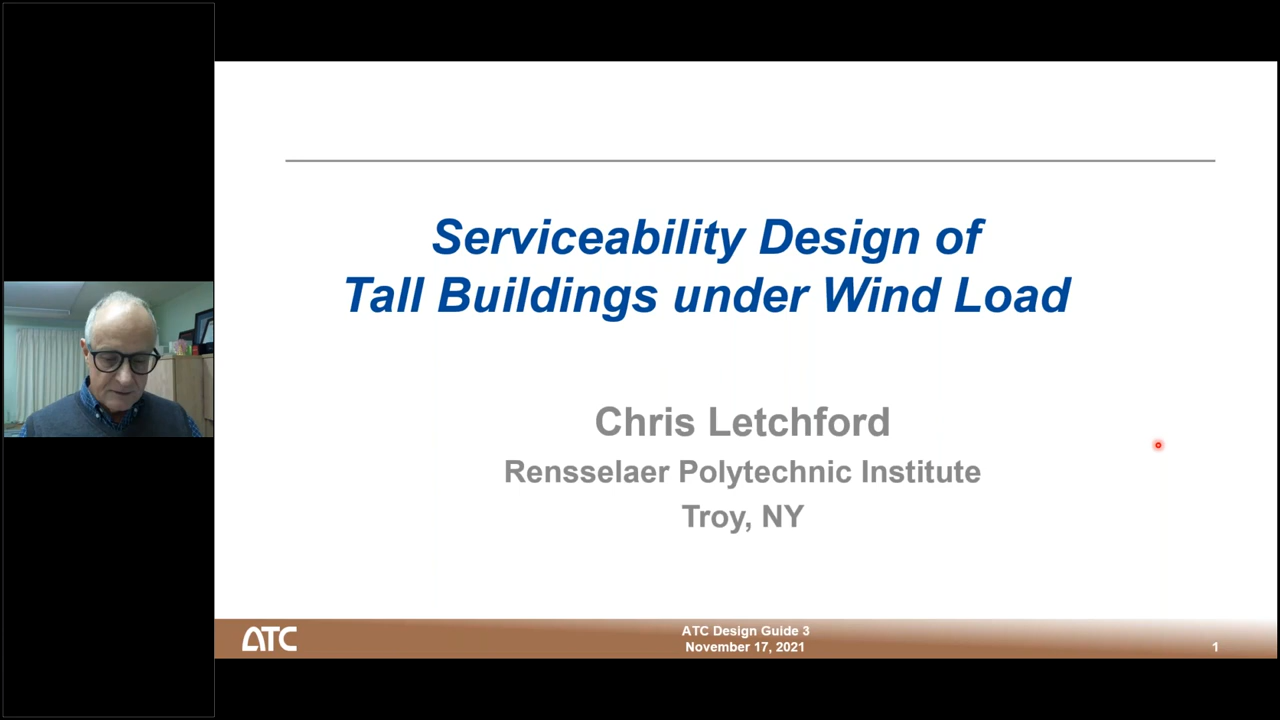 Serviceability Design of
Tall Buildings under Wind Load
Chris Letchford
Rensselaer Polytechnic Institute
Troy, NY
ATC
ATC Design Guide 3
November 17, 2021
1